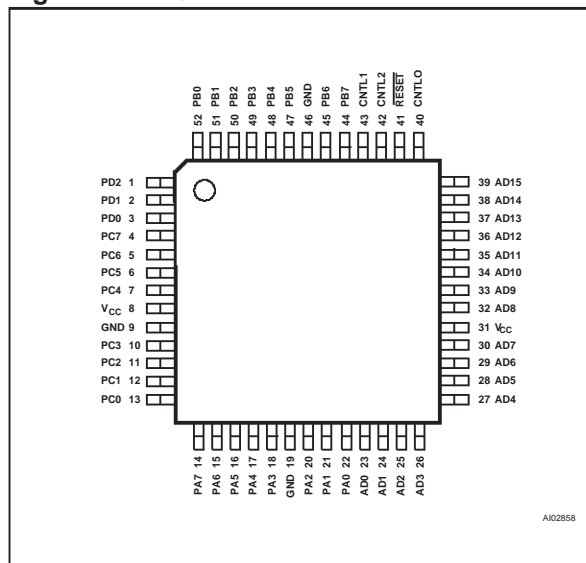 52 PB0
51 PB1
50 PB2
49 PB3
48 PB4
47 PB5
46 GND
45 PB6
44 PB7
43 CNTL1
42 CNTL2
41 RESET
40 CNTL0
PD2 1
PD1 2
PD0 3
PC7 4
PC6 5
PC5 6
PC4 7
VCC 8
GND 9
PC3 10
PC2 11
PC1 12
PC0 13
39 AD15
38 AD14
37 AD13
36 AD12
35 AD11
34 AD10
33 AD9
32 AD8
31 VCC
30 AD7
29 AD6
28 AD5
27 AD4
PA7 14
PA6 15
PA5 16
PA4 17
PA3 18
GND 19
PA2 20
PA1 21
PA0 22
AD0 23
AD1 24
AD2 25
AD3 26
AI02858